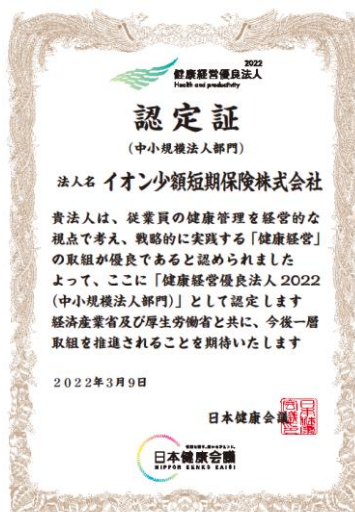 2022
健康経営優良法人
Health and productivity
認定証
(中小規模法人部門)
法人名 イオン少額短期保険株式会社
貴法人は、従業員の健康管理を経営的な
視点で考え、戦略的に実践する「健康経営」
の取組が優良であると認められました
よって、ここに「健康経営優良法人2022
(中小規模法人部門)」として認定します
経済産業省及び厚生労働省と共に、今後一層
取組を推進されることを期待いたします
2022年3月9日
日本健康会議
日本健康会議
NIPPON KENKO KAIGI